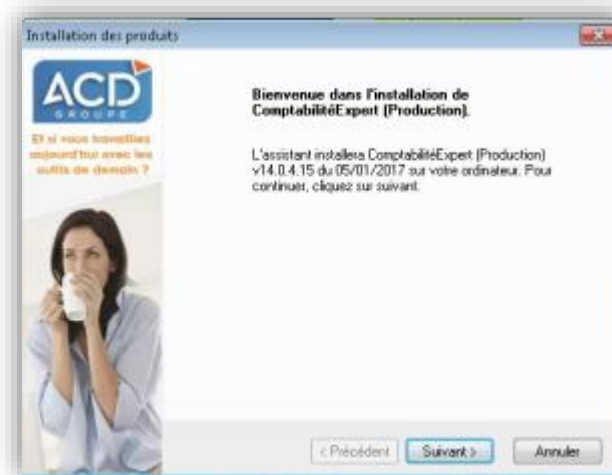 Installation des produits
ACD
GROUPE
Et si vous travailliez
aujourd'hui avec les
outils de demain ?
Bienvenue dans l'installation de
ComptabilitéExpert (Production).
L'assistant installera ComptabilitéExpert (Production)
v14.0.4.15 du 05/01/2017 sur votre ordinateur. Pour
continuer, cliquez sur suivant.
< Précédent
Suivant >
Annuler